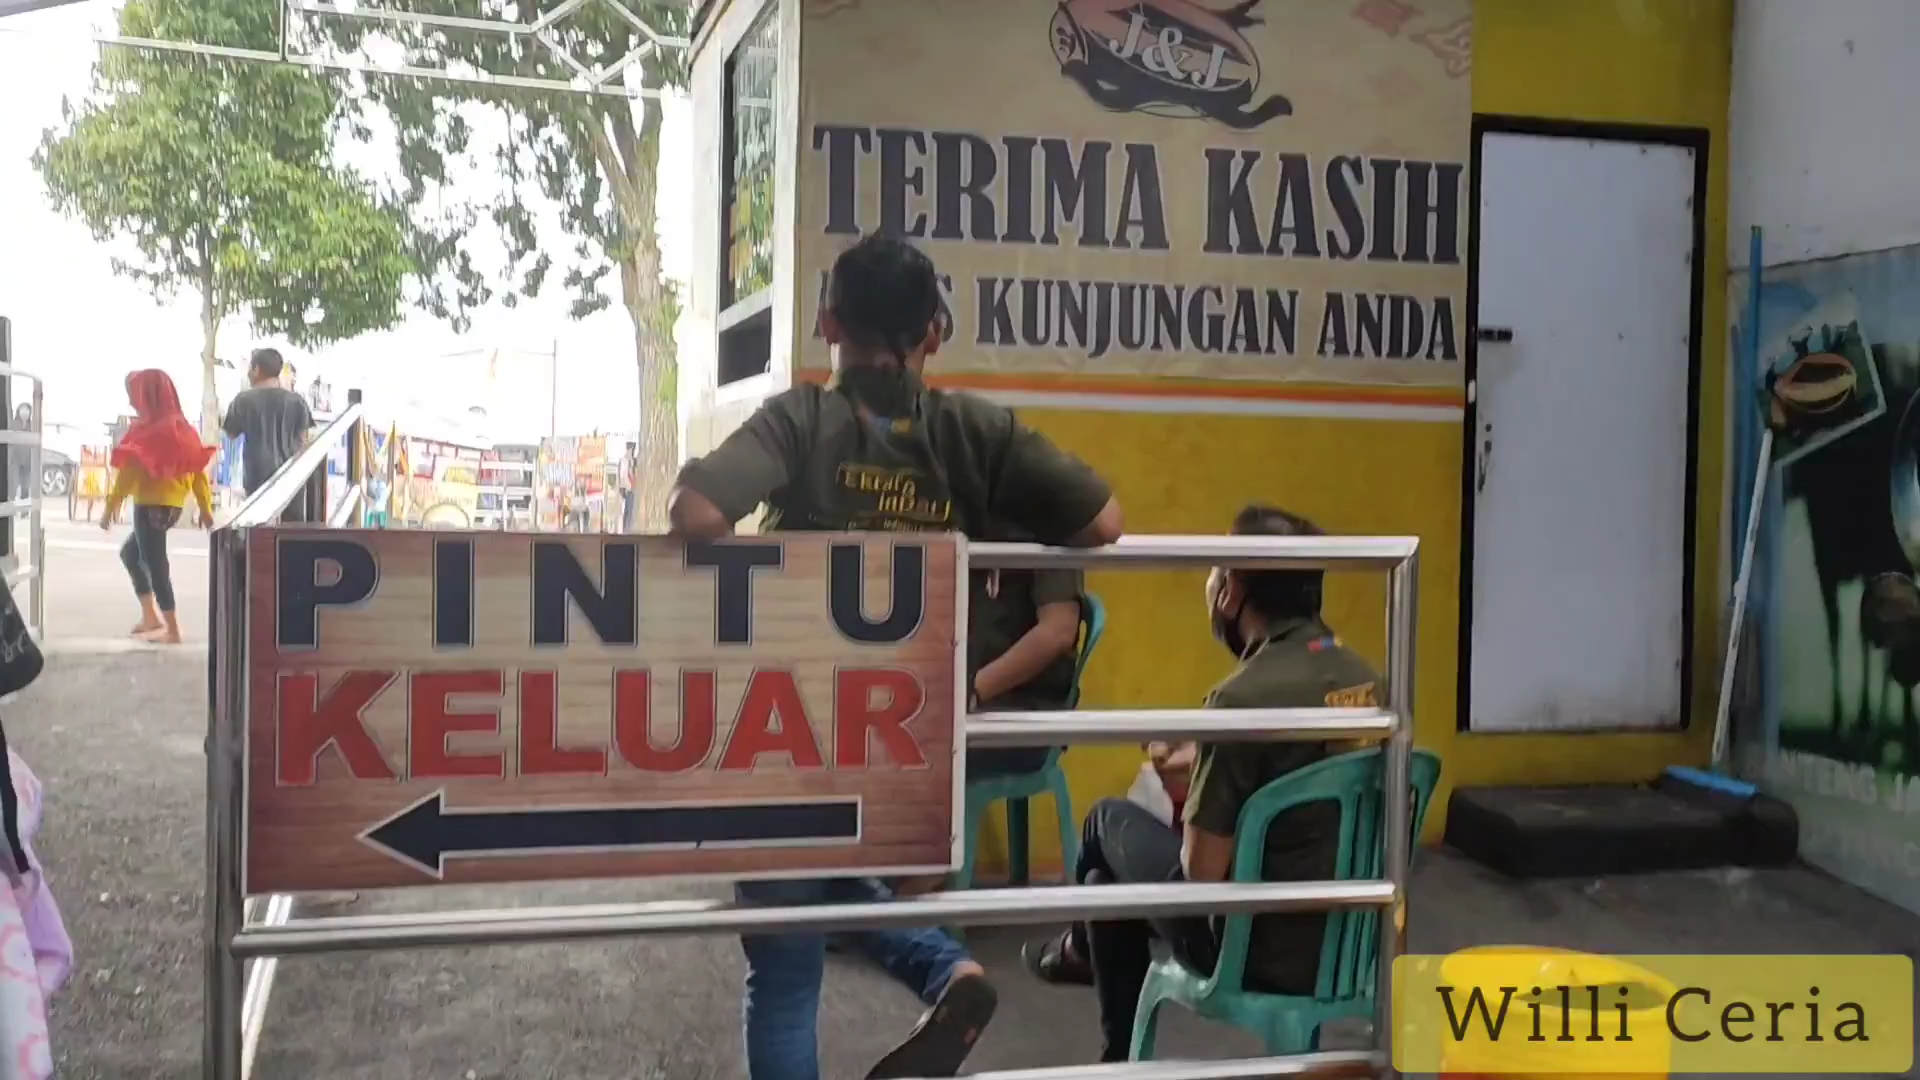 J&J
TERIMA KASIH
KUNJUNGAN ANDA
PINTU
KELUAR
Willi Ceria